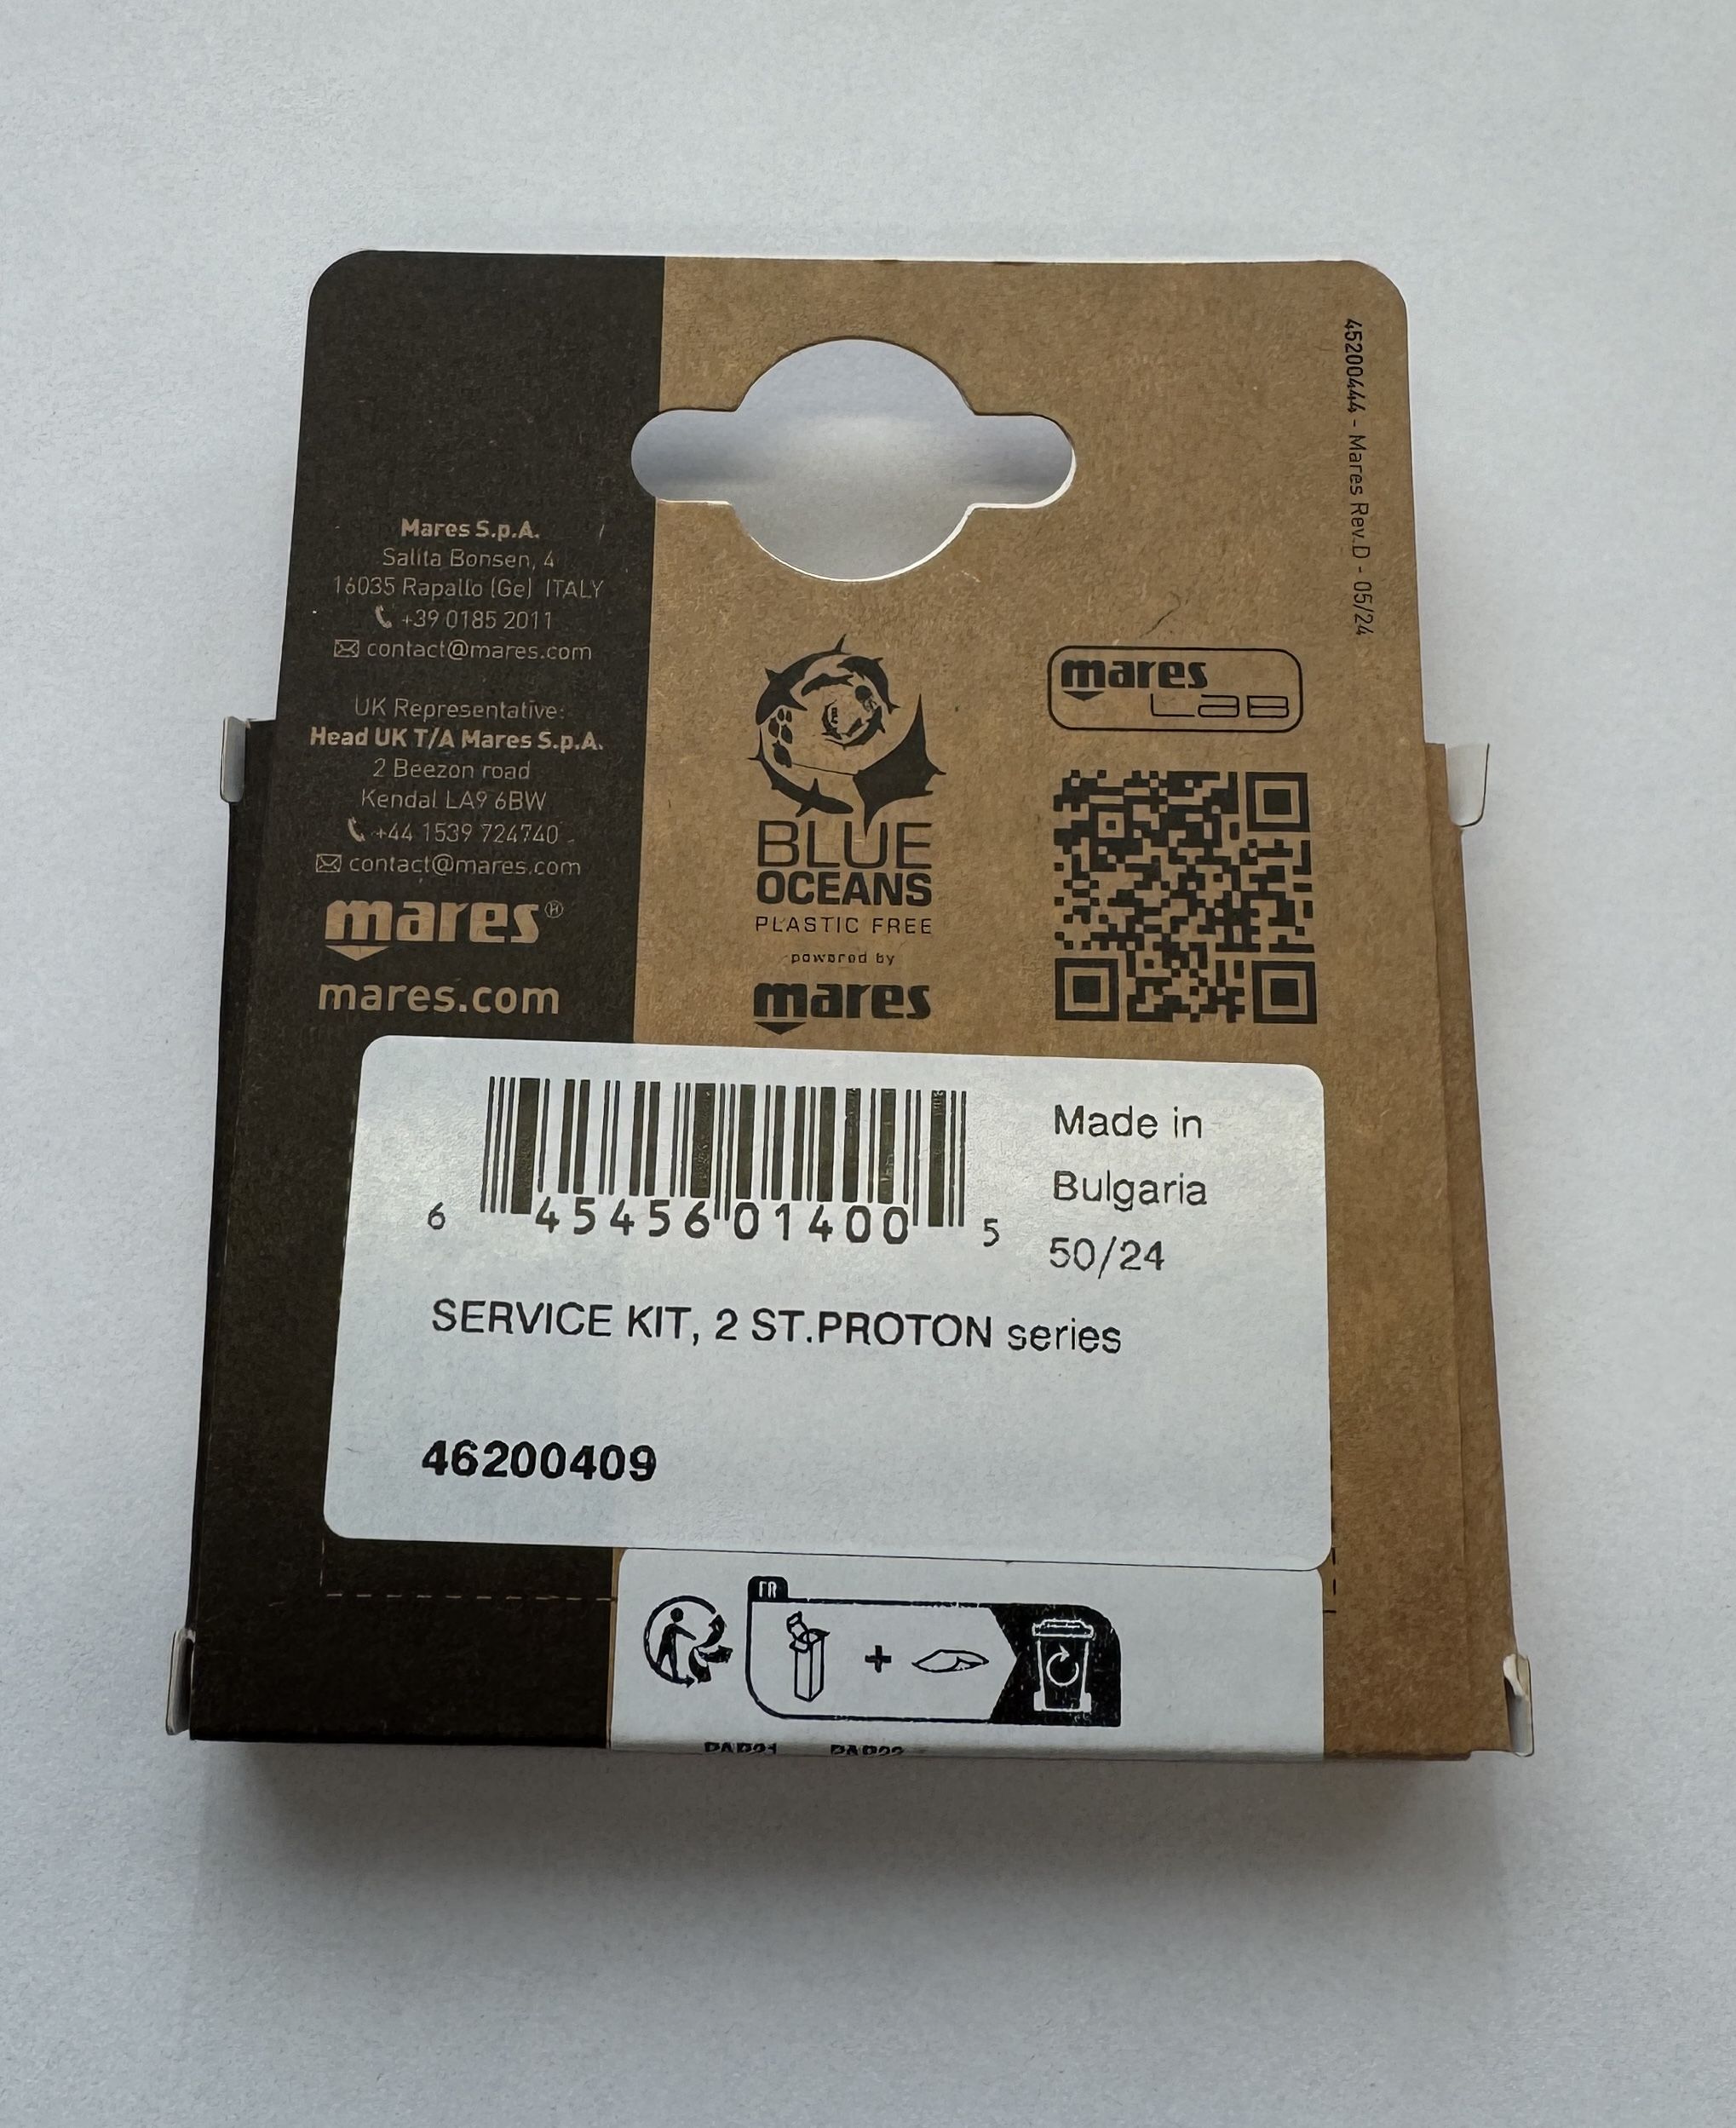 45200444 - Mares Rev.D - 05/24
Mares S.p.A.
Salita Bonsen, 4
16035 Rapallo (Ge) ITALY
+39 0185 2011
contact@mares.com
UK Representative:
Head UK T/A Mares S.p.A.
2 Beezon road
Kendal LA9 6BW
+44 1539 724740
contact@mares.com
mares®
mares.com
BLUE
OCEANS
PLASTIC FREE
powered by
mares
mares
LAB
6 45456 01400 5
Made in
Bulgaria
50/24
SERVICE KIT, 2 ST.PROTON series
46200409
FR
+
PAP21 PAP22